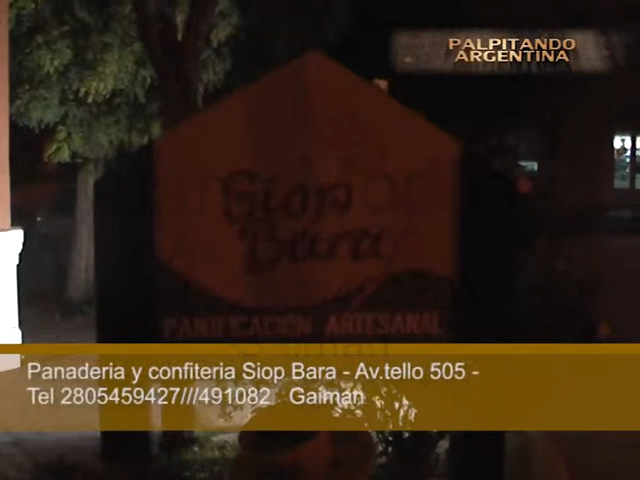 PALPITANDO
ARGENTINA
Siop
Bara
PANIFICACION ARTESANAL
Panaderia y confiteria Siop Bara - Av.tello 505 -
Tel 2805459427///491082   Gaiman